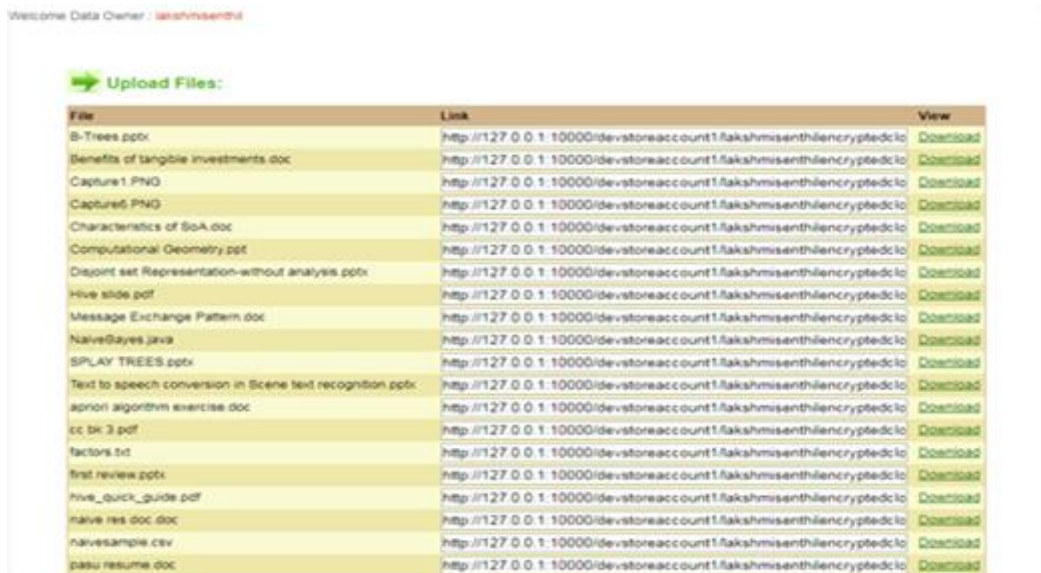 Welcome Data Owner : lakshmisenthil
Upload Files:
File Link View
B-Trees.pptx http://127.0.0.1:10000/devstoreaccount1/lakshmisenthilencryptedclo Download
Benefits of tangible investments.doc http://127.0.0.1:10000/devstoreaccount1/lakshmisenthilencryptedclo Download
Capture1.PNG http://127.0.0.1:10000/devstoreaccount1/lakshmisenthilencryptedclo Download
Capture6.PNG http://127.0.0.1:10000/devstoreaccount1/lakshmisenthilencryptedclo Download
Characteristics of SoA.doc http://127.0.0.1:10000/devstoreaccount1/lakshmisenthilencryptedclo Download
Computational Geometry.ppt http://127.0.0.1:10000/devstoreaccount1/lakshmisenthilencryptedclo Download
Disjoint set Representation-without analysis.pptx http://127.0.0.1:10000/devstoreaccount1/lakshmisenthilencryptedclo Download
Hive slide.pdf http://127.0.0.1:10000/devstoreaccount1/lakshmisenthilencryptedclo Download
Message Exchange Pattern.doc http://127.0.0.1:10000/devstoreaccount1/lakshmisenthilencryptedclo Download
NaiveBayes.java http://127.0.0.1:10000/devstoreaccount1/lakshmisenthilencryptedclo Download
SPLAY TREES.pptx http://127.0.0.1:10000/devstoreaccount1/lakshmisenthilencryptedclo Download
Text to speech conversion in Scene text recognition.pptx http://127.0.0.1:10000/devstoreaccount1/lakshmisenthilencryptedclo Download
apriori algorithm exercise.doc http://127.0.0.1:10000/devstoreaccount1/lakshmisenthilencryptedclo Download
cc bk 3.pdf http://127.0.0.1:10000/devstoreaccount1/lakshmisenthilencryptedclo Download
factors.txt http://127.0.0.1:10000/devstoreaccount1/lakshmisenthilencryptedclo Download
first review.pptx http://127.0.0.1:10000/devstoreaccount1/lakshmisenthilencryptedclo Download
hive_quick_guide.pdf http://127.0.0.1:10000/devstoreaccount1/lakshmisenthilencryptedclo Download
naive res doc.doc http://127.0.0.1:10000/devstoreaccount1/lakshmisenthilencryptedclo Download
naivesample.csv http://127.0.0.1:10000/devstoreaccount1/lakshmisenthilencryptedclo Download
pasu resume.doc http://127.0.0.1:10000/devstoreaccount1/lakshmisenthilencryptedclo Download